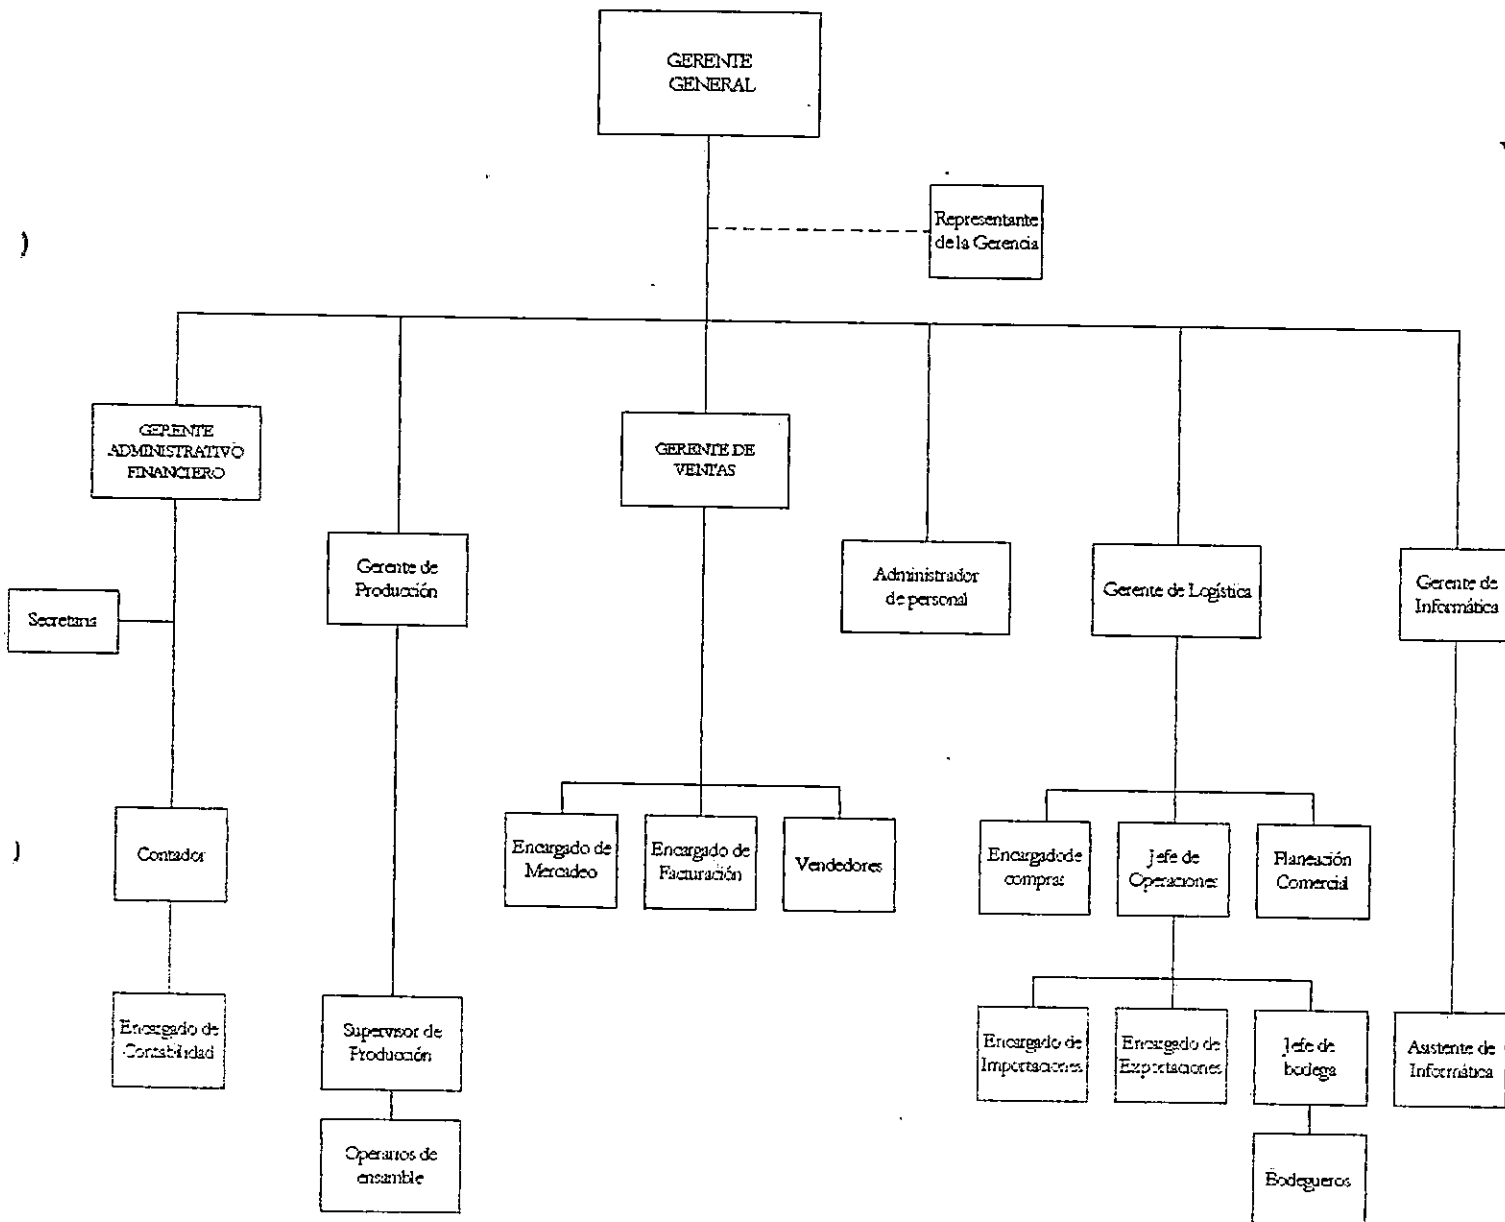 GERENTE
GENERAL
Representante
de la Gerencia
GERENTE
ADMINISTRATIVO
FINANCIERO
GERENTE DE
VENTAS
Gerente de
Producción
Administrador
de personal
Gerente de Logística
Gerente de
Informática
Secretaria
Contador
Encargado de
Mercadeo
Encargado de
Facturación
Vendedores
Encargado de
compras
Jefe de
Operaciones
Planeación
Comercial
Encargado de
Contabilidad
Supervisor de
Producción
Encargado de
Importaciones
Encargado de
Exportaciones
Jefe de
bodega
Asistente de
Informática
Operarios de
ensamble
Bodegueros